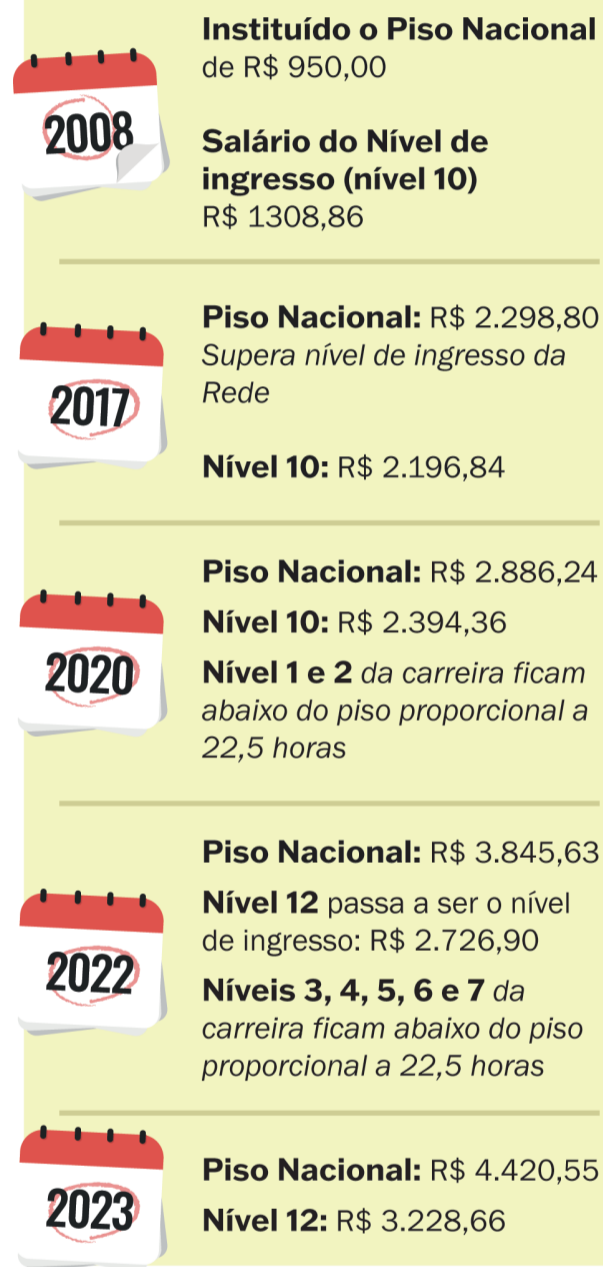 2008
Instituído o Piso Nacional
de R$ 950,00
Salário do Nível de
ingresso (nível 10)
R$ 1308,86
2017
Piso Nacional: R$ 2.298,80
Supera nível de ingresso da
Rede
Nível 10: R$ 2.196,84
2020
Piso Nacional: R$ 2.886,24
Nível 10: R$ 2.394,36
Nível 1 e 2 da carreira ficam
abaixo do piso proporcional a
22,5 horas
2022
Piso Nacional: R$ 3.845,63
Nível 12 passa a ser o nível
de ingresso: R$ 2.726,90
Níveis 3, 4, 5, 6 e 7 da
carreira ficam abaixo do piso
proporcional a 22,5 horas
2023
Piso Nacional: R$ 4.420,55
Nível 12: R$ 3.228,66